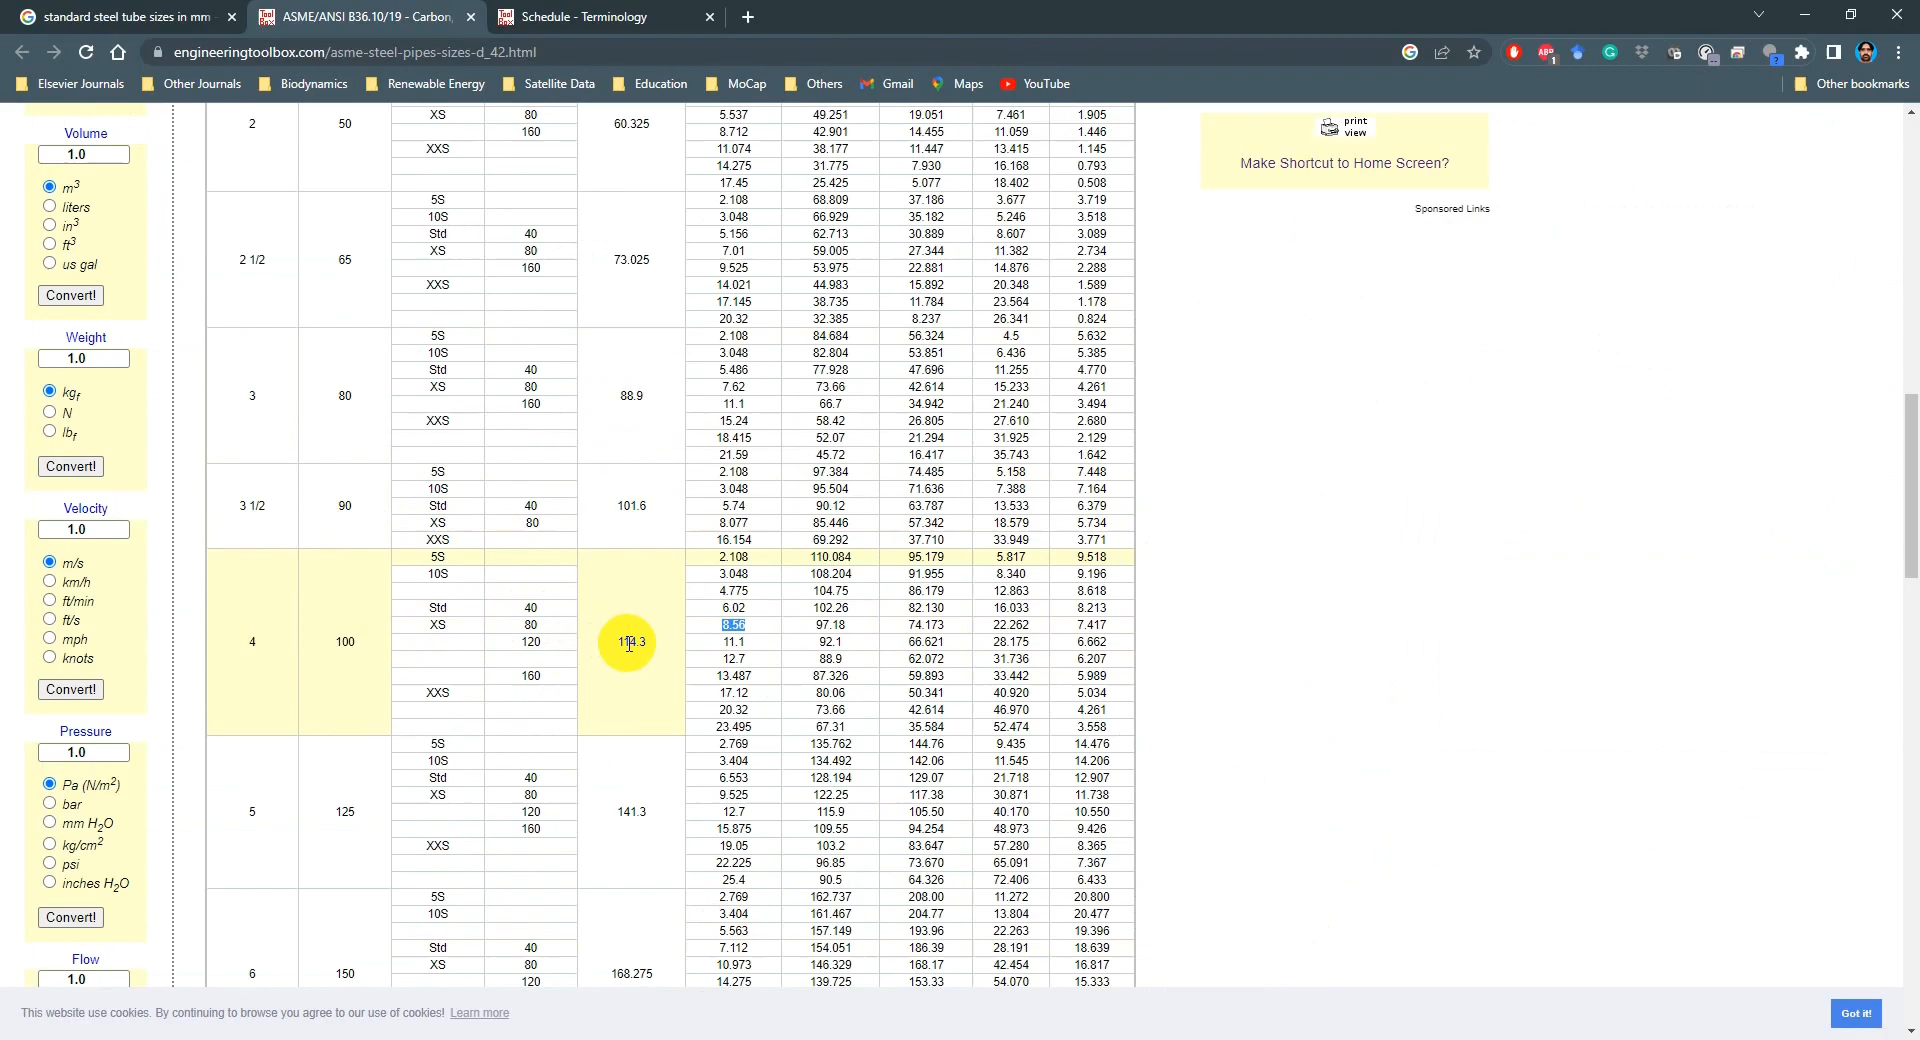 standard steel tube sizes in mm -
ASME/ANSI B36.10/19 - Carbon,
Schedule - Terminology
engineeringtoolbox.com/asme-steel-pipes-sizes-d_42.html
Elsevier Journals Other Journals Biodynamics Renewable Energy Satellite Data Education MoCap Others Gmail Maps YouTube Other bookmarks
Volume
1.0
m3
liters
in3
ft3
us gal
Convert!
Weight
1.0
kgf
N
lbf
Convert!
Velocity
1.0
m/s
km/h
ft/min
ft/s
mph
knots
Convert!
Pressure
1.0
Pa (N/m2)
bar
mm H2O
kg/cm2
psi
inches H2O
Convert!
Flow
1.0
2 50 60.325
XS 80 5.537 49.251 19.051 7.461 1.905
160 8.712 42.901 14.455 11.059 1.446
XXS 11.074 38.177 11.447 13.415 1.145
14.275 31.775 7.930 16.168 0.793
17.45 25.425 5.077 18.402 0.508
2 1/2 65 73.025
5S 2.108 68.809 37.186 3.677 3.719
10S 3.048 66.929 35.182 5.246 3.518
Std 40 5.156 62.713 30.889 8.607 3.089
XS 80 7.01 59.005 27.344 11.382 2.734
160 9.525 53.975 22.881 14.876 2.288
XXS 14.021 44.983 15.892 20.348 1.589
17.145 38.735 11.784 23.564 1.178
20.32 32.385 8.237 26.341 0.824
3 80 88.9
5S 2.108 84.684 56.324 4.5 5.632
10S 3.048 82.804 53.851 6.436 5.385
Std 40 5.486 77.928 47.696 11.255 4.770
XS 80 7.62 73.66 42.614 15.233 4.261
160 11.1 66.7 34.942 21.240 3.494
XXS 15.24 58.42 26.805 27.610 2.680
18.415 52.07 21.294 31.925 2.129
21.59 45.72 16.417 35.743 1.642
3 1/2 90 101.6
5S 2.108 97.384 74.485 5.158 7.448
10S 3.048 95.504 71.636 7.388 7.164
Std 40 5.74 90.12 63.787 13.533 6.379
XS 80 8.077 85.446 57.342 18.579 5.734
XXS 16.154 69.292 37.710 33.949 3.771
4 100 114.3
5S 2.108 110.084 95.179 5.817 9.518
10S 3.048 108.204 91.955 8.340 9.196
4.775 104.75 86.179 12.863 8.618
Std 40 6.02 102.26 82.130 16.033 8.213
XS 80 8.56 97.18 74.173 22.262 7.417
120 11.1 92.1 66.621 28.175 6.662
12.7 88.9 62.072 31.736 6.207
160 13.487 87.326 59.893 33.442 5.989
XXS 17.12 80.06 50.341 40.920 5.034
20.32 73.66 42.614 46.970 4.261
23.495 67.31 35.584 52.474 3.558
5 125 141.3
5S 2.769 135.762 144.76 9.435 14.476
10S 3.404 134.492 142.06 11.545 14.206
Std 40 6.553 128.194 129.07 21.718 12.907
XS 80 9.525 122.25 117.38 30.871 11.738
120 12.7 115.9 105.50 40.170 10.550
160 15.875 109.55 94.254 48.973 9.426
XXS 19.05 103.2 83.647 57.280 8.365
22.225 96.85 73.670 65.091 7.367
25.4 90.5 64.326 72.406 6.433
6 150 168.275
5S 2.769 162.737 208.00 11.272 20.800
10S 3.404 161.467 204.77 13.804 20.477
5.563 157.149 193.96 22.263 19.396
Std 40 7.112 154.051 186.39 28.191 18.639
XS 80 10.973 146.329 168.17 42.454 16.817
120 14.275 139.725 153.33 54.070 15.333
print
view
Make Shortcut to Home Screen?
Sponsored Links
This website use cookies. By continuing to browse you agree to our use of cookies! Learn more
Got it!